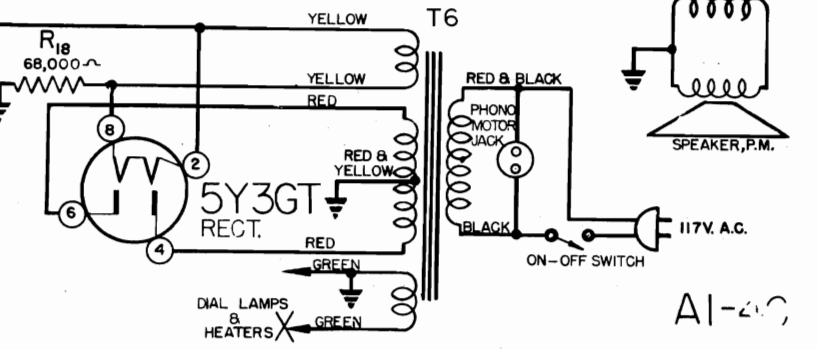 YELLOW
T6
R18
68,000~
YELLOW
RED & BLACK
RED
PHONO
MOTOR
JACK
SPEAKER, P.M.
8
RED &
YELLOW
2
5Y3GT
RECT.
6
4
RED
BLACK
117V. A.C.
ON-OFF SWITCH
GREEN
DIAL LAMPS
&
HEATERS
GREEN